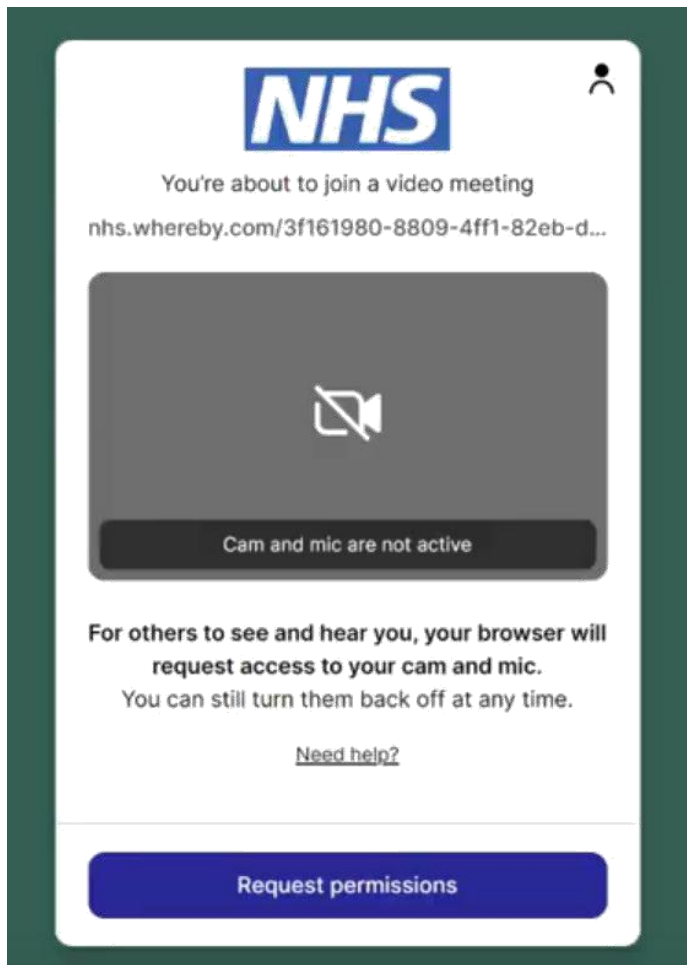 NHS
You're about to join a video meeting
nhs.whereby.com/3f161980-8809-4ff1-82eb-d...
Cam and mic are not active
For others to see and hear you, your browser will
request access to your cam and mic.
You can still turn them back off at any time.
Need help?
Request permissions